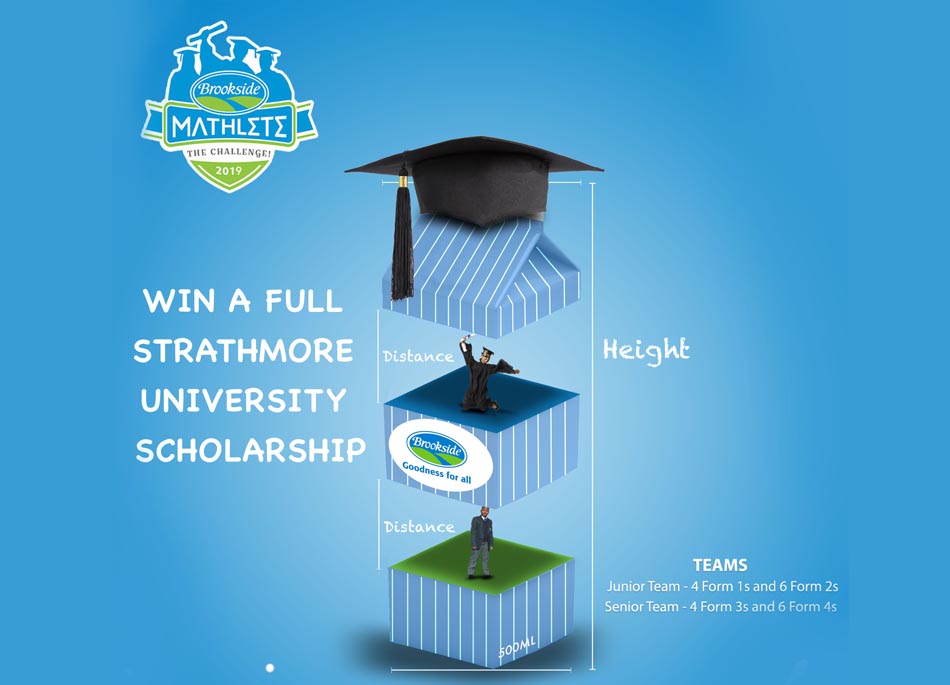 Brookside
MATHLETE
THE CHALLENGE!
2019
WIN A FULL
STRATHMORE
UNIVERSITY
SCHOLARSHIP
Distance
Height
Brookside
Goodness for all
Distance
500ML
TEAMS
Junior Team - 4 Form 1s and 6 Form 2s
Senior Team - 4 Form 3s and 6 Form 4s